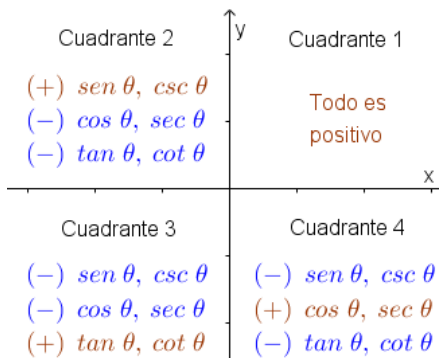 Cuadrante 2
(+) sen θ, csc θ
(−) cos θ, sec θ
(−) tan θ, cot θ
y
Cuadrante 1
Todo es
positivo
x
Cuadrante 3
(−) sen θ, csc θ
(−) cos θ, sec θ
(+) tan θ, cot θ
Cuadrante 4
(−) sen θ, csc θ
(+) cos θ, sec θ
(−) tan θ, cot θ